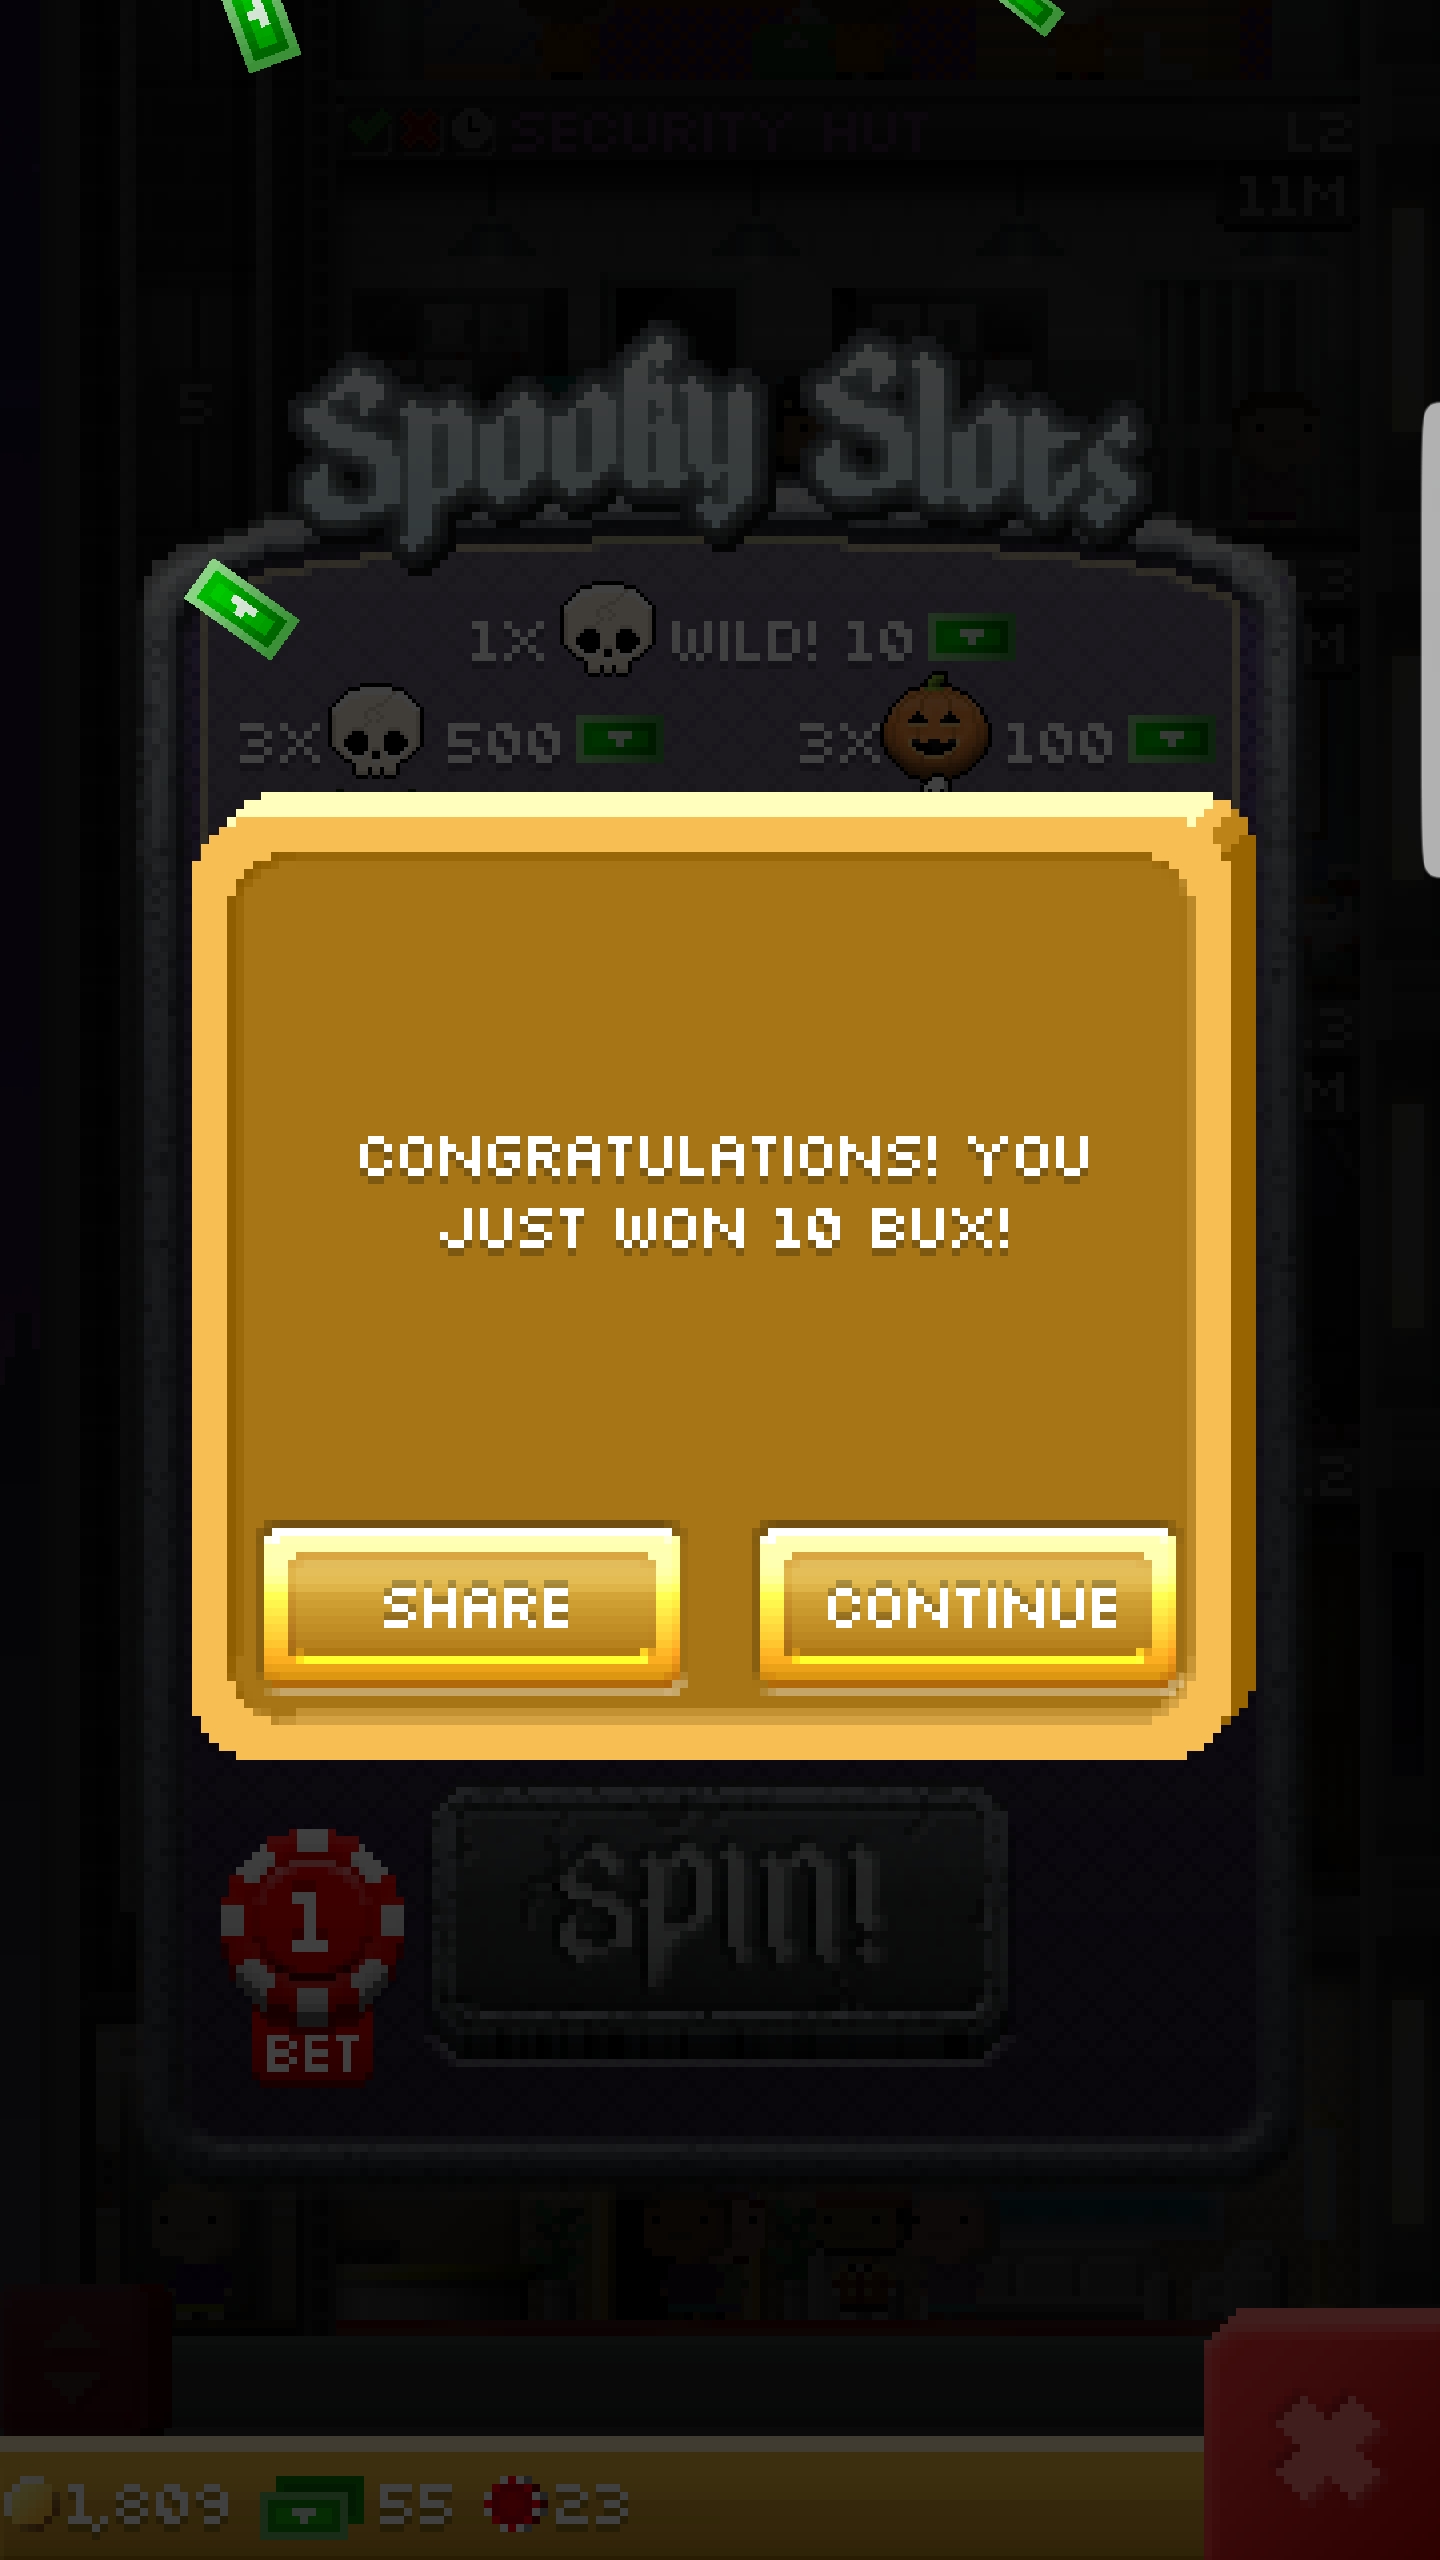 SECURITY HUT L2
11M
5
Spooky Slots
1X WILD! 10
3X 500 3X 100
CONGRATULATIONS! YOU
JUST WON 10 BUX!
SHARE CONTINUE
1
BET
SPIN!
1,809 55 23